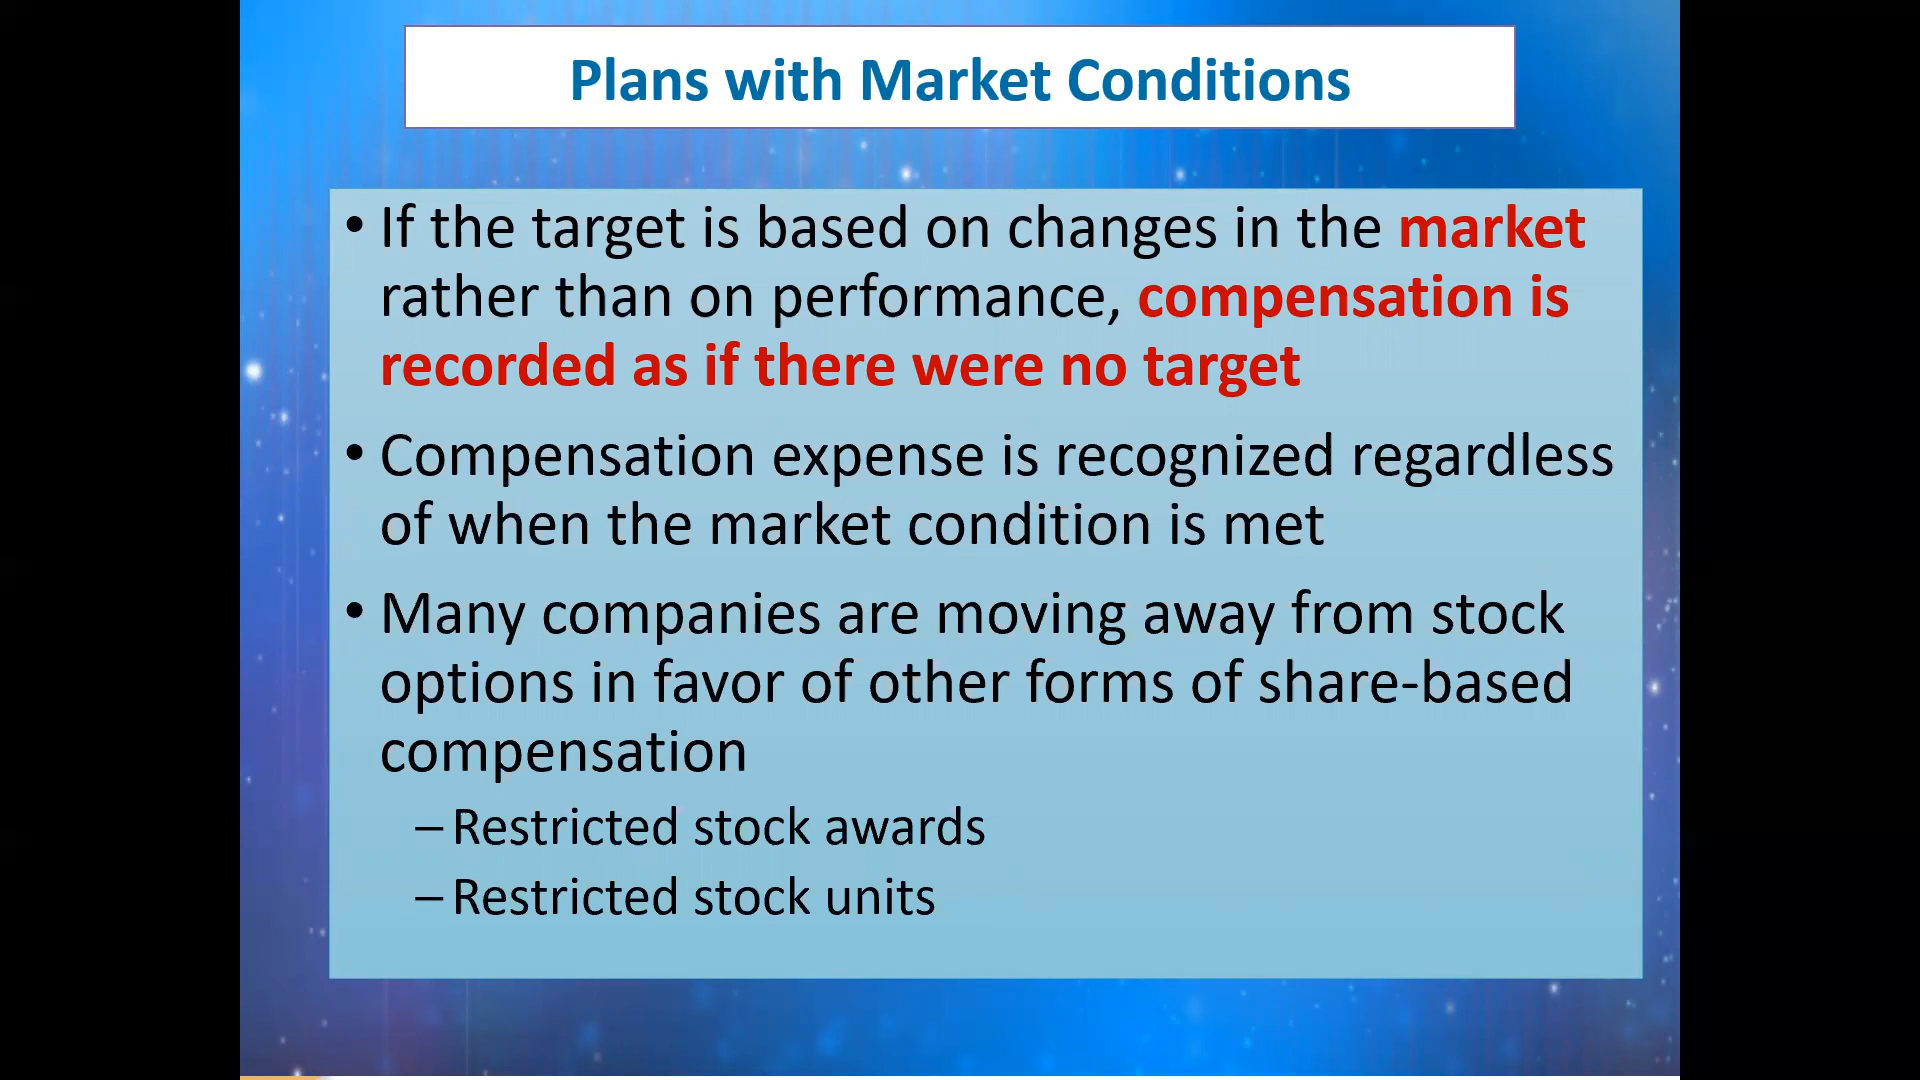 Plans with Market Conditions
• If the target is based on changes in the market
rather than on performance, compensation is
recorded as if there were no target
• Compensation expense is recognized regardless
of when the market condition is met
• Many companies are moving away from stock
options in favor of other forms of share-based
compensation
– Restricted stock awards
– Restricted stock units